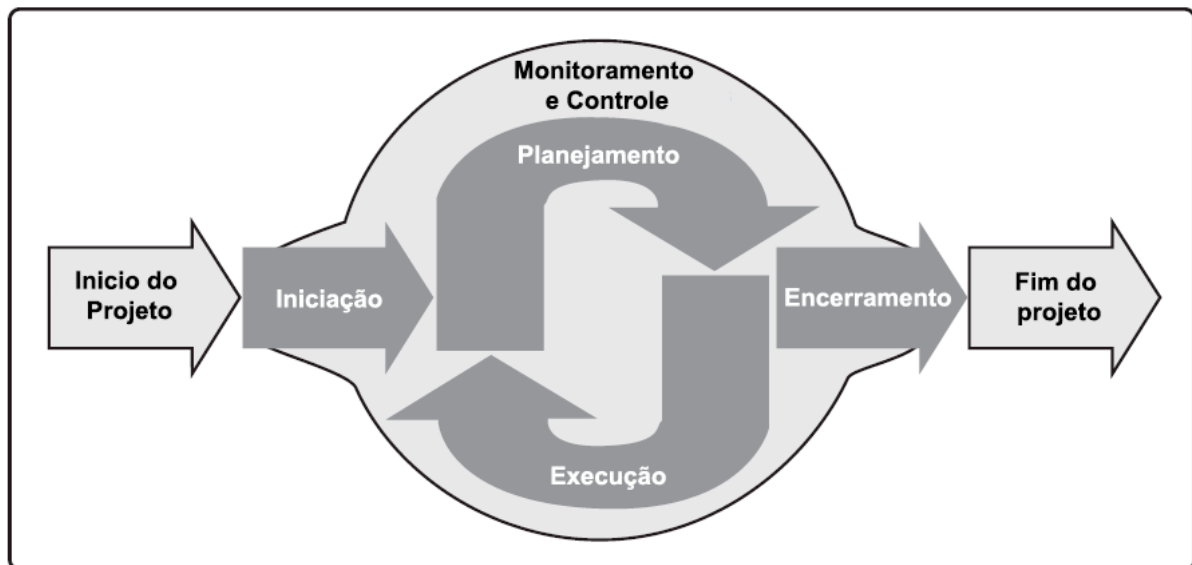 Monitoramento
e Controle
Planejamento
Inicio do
Projeto
Iniciação
Encerramento
Fim do
projeto
Execução